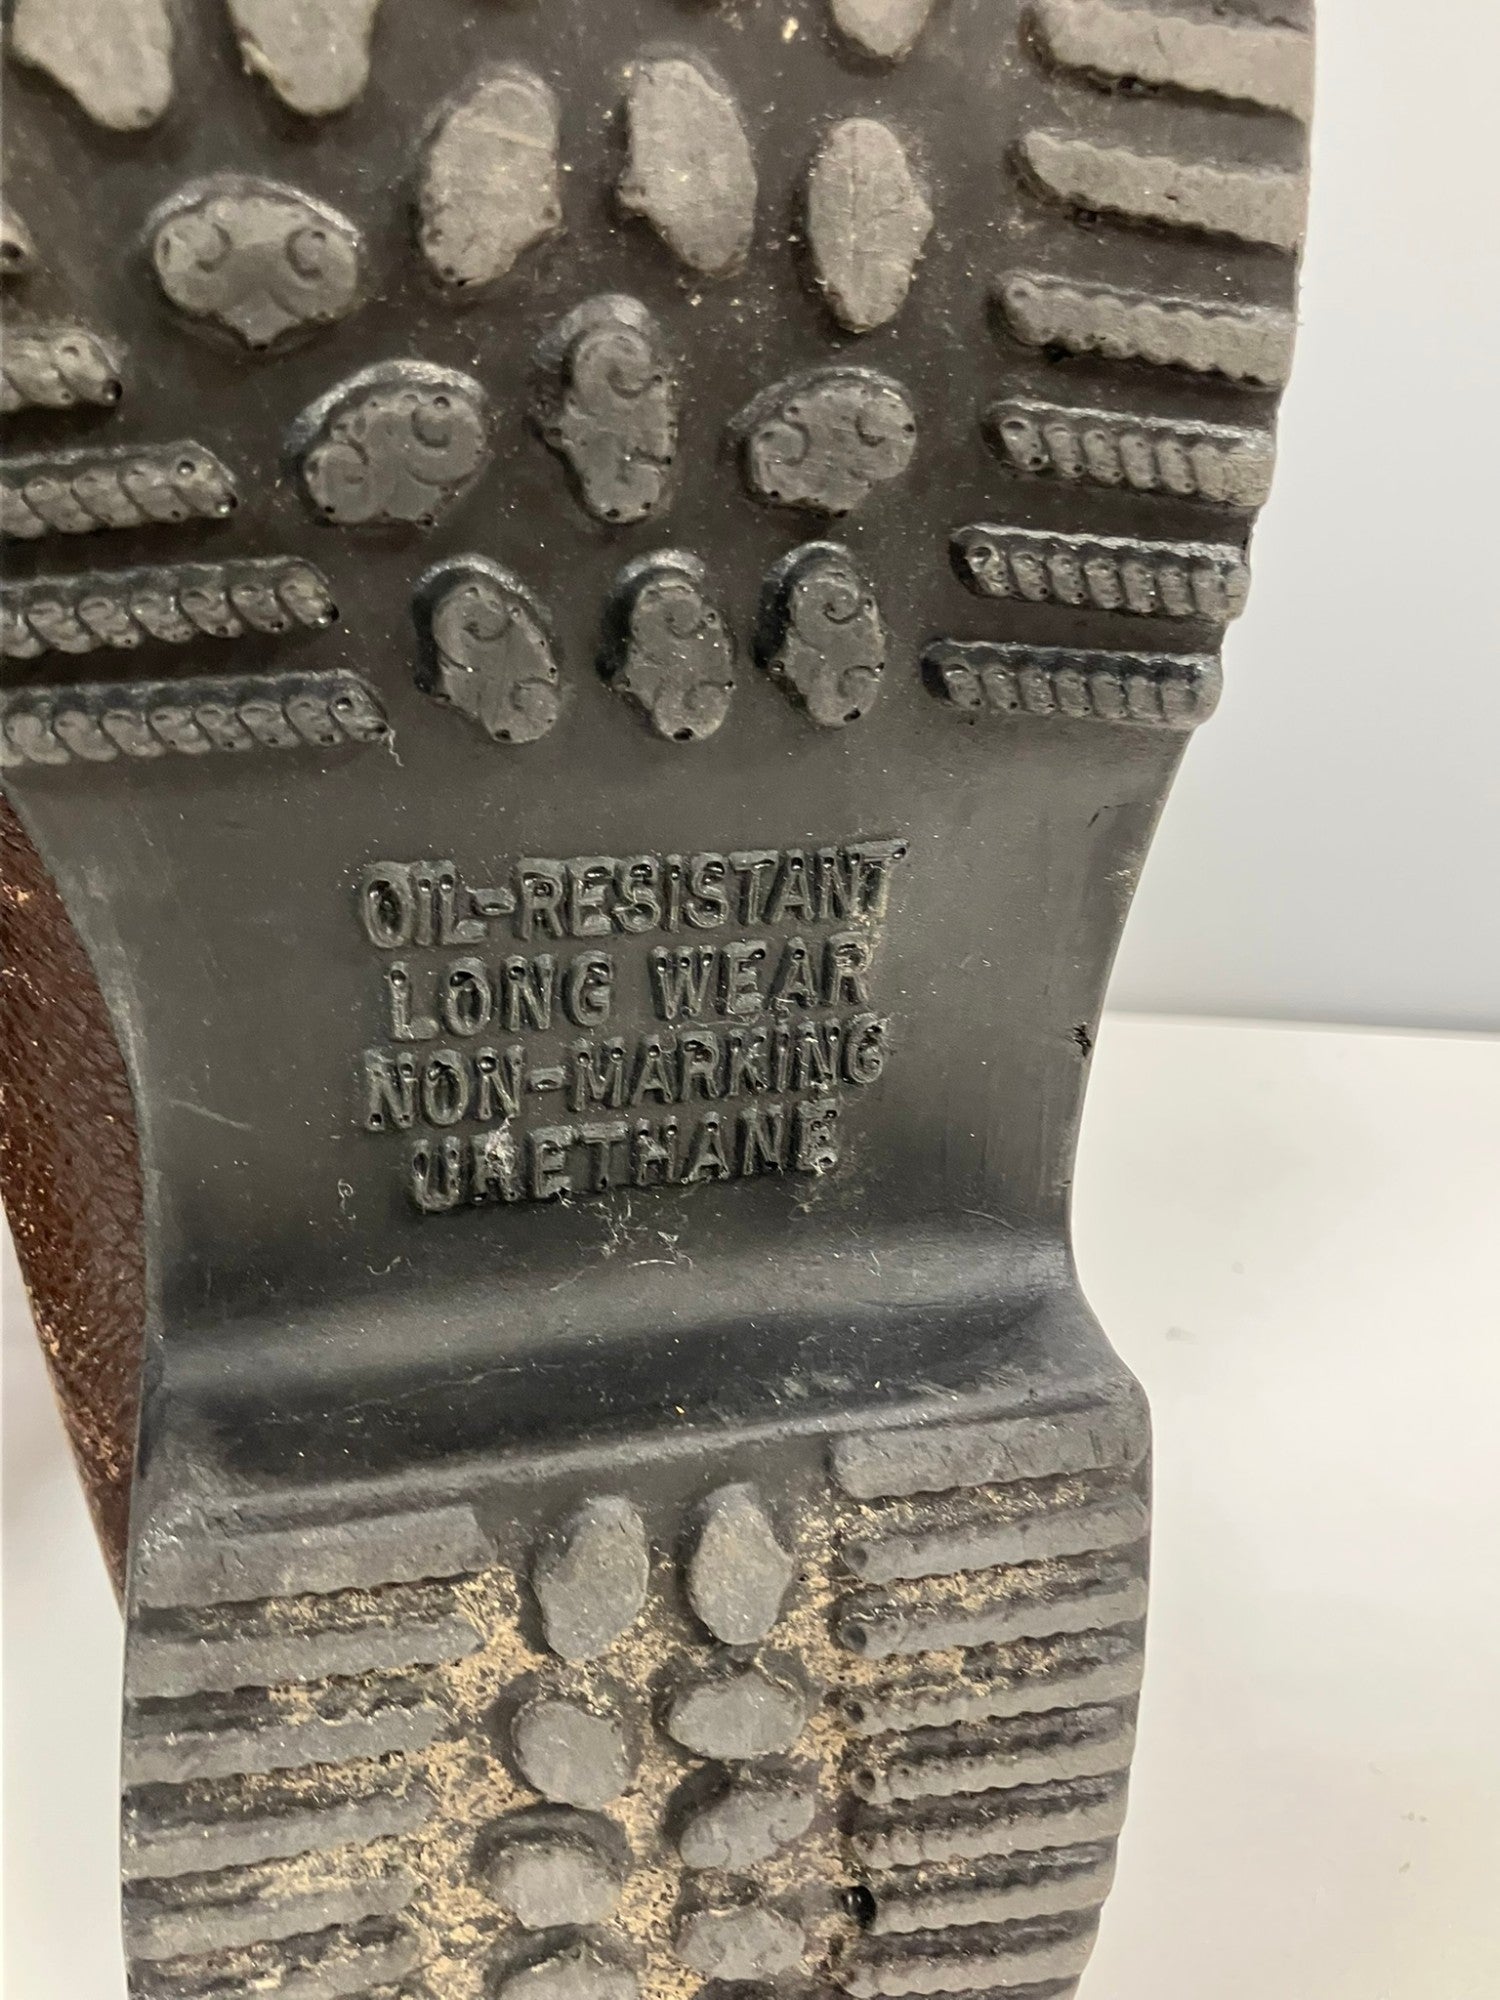 OIL-RESISTANT
LONG WEAR
NON-MARKING
URETHANE